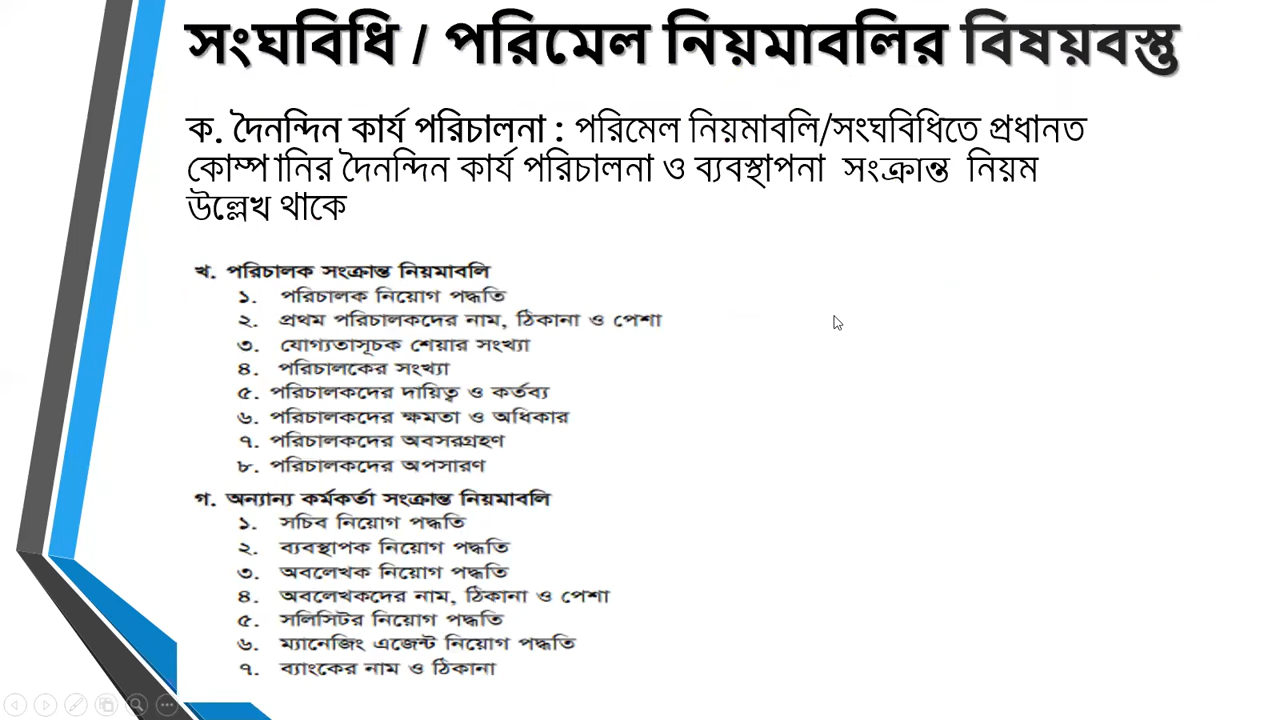 সংঘবিধি / পরিমেল নিয়মাবলির বিষয়বস্তু
ক. দৈনন্দিন কার্য পরিচালনা : পরিমেল নিয়মাবলি/সংঘবিধিতে প্রধানত
কোম্পানির দৈনন্দিন কার্য পরিচালনা ও ব্যবস্থাপনা সংক্রান্ত নিয়ম
উল্লেখ থাকে
খ. পরিচালক সংক্রান্ত নিয়মাবলি
১. পরিচালক নিয়োগ পদ্ধতি
২. প্রথম পরিচালকদের নাম, ঠিকানা ও পেশা
৩. যোগ্যতাসূচক শেয়ার সংখ্যা
৪. পরিচালকের সংখ্যা
৫. পরিচালকদের দায়িত্ব ও কর্তব্য
৬. পরিচালকদের ক্ষমতা ও অধিকার
৭. পরিচালকদের অবসরগ্রহণ
৮. পরিচালকদের অপসারণ
গ. অন্যান্য কর্মকর্তা সংক্রান্ত নিয়মাবলি
১. সচিব নিয়োগ পদ্ধতি
২. ব্যবস্থাপক নিয়োগ পদ্ধতি
৩. অবলেখক নিয়োগ পদ্ধতি
৪. অবলেখকদের নাম, ঠিকানা ও পেশা
৫. সলিসিটর নিয়োগ পদ্ধতি
৬. ম্যানেজিং এজেন্ট নিয়োগ পদ্ধতি
৭. ব্যাংকের নাম ও ঠিকানা